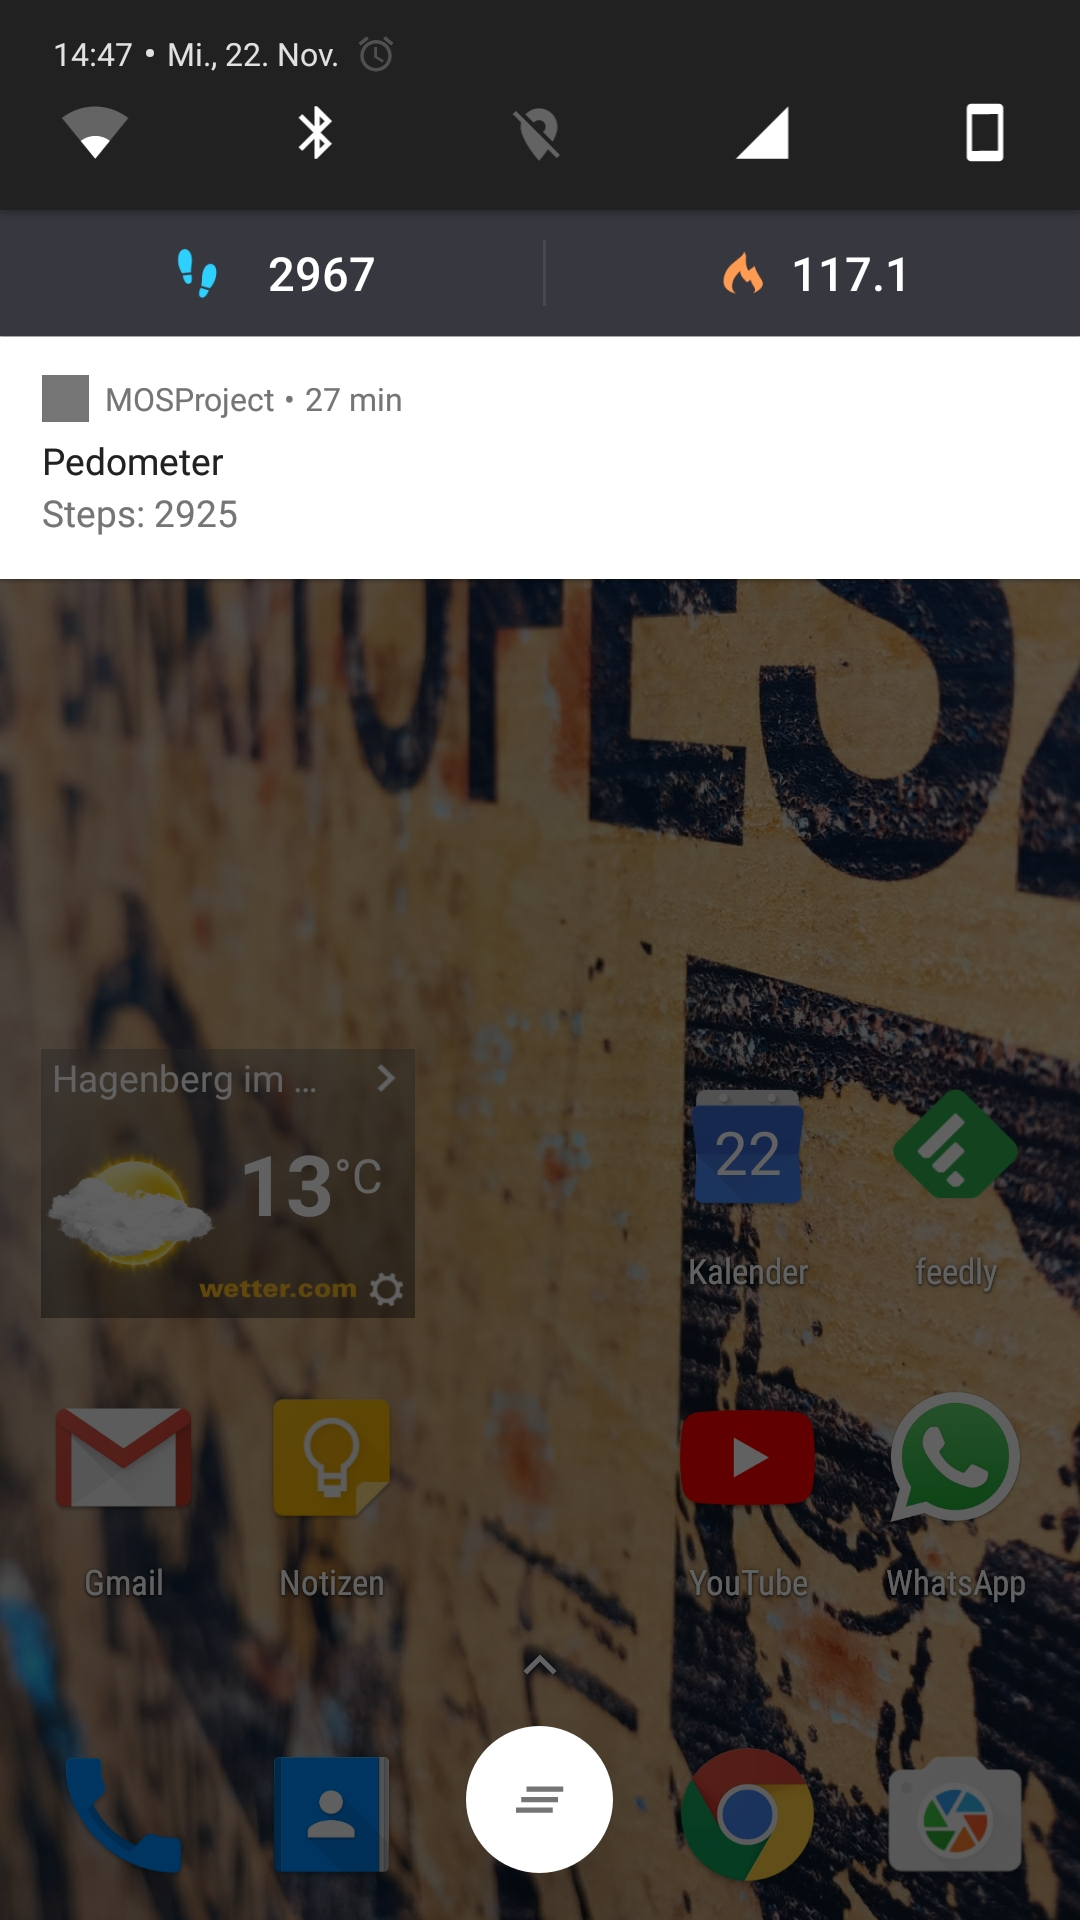 14:47 • Mi., 22. Nov.
2967
117.1
MOSProject • 27 min
Pedometer
Steps: 2925
Hagenberg im ...
13°C
wetter.com
22
Kalender
feedly
Gmail
Notizen
YouTube
WhatsApp